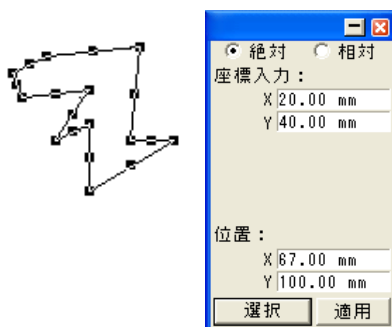 絶対 相対
座標入力：
X 20.00 mm
Y 40.00 mm
位置：
X 67.00 mm
Y 100.00 mm
選択 適用